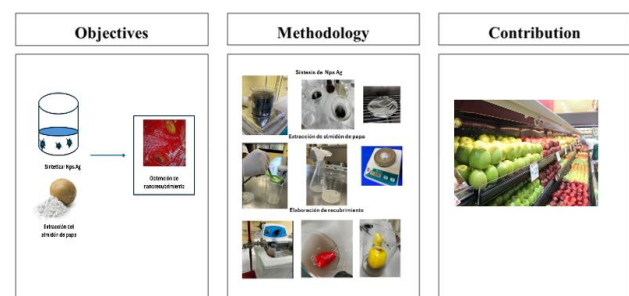 Objectives
Methodology
Contribution
Sintetizar Nps Ag
Extracción del
almidón de papa
Obtención de
nanorecubrimiento
Síntesis de Nps Ag
Extracción de almidón de papa
Elaboración de recubrimiento